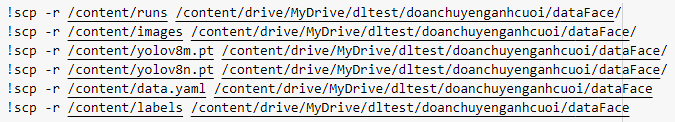 !scp -r /content/runs /content/drive/MyDrive/dltest/doanchuyenganhcuoi/dataFace/
!scp -r /content/images /content/drive/MyDrive/dltest/doanchuyenganhcuoi/dataFace/
!scp -r /content/yolov8m.pt /content/drive/MyDrive/dltest/doanchuyenganhcuoi/dataFace/
!scp -r /content/yolov8n.pt /content/drive/MyDrive/dltest/doanchuyenganhcuoi/dataFace/
!scp -r /content/data.yaml /content/drive/MyDrive/dltest/doanchuyenganhcuoi/dataFace
!scp -r /content/labels /content/drive/MyDrive/dltest/doanchuyenganhcuoi/dataFace